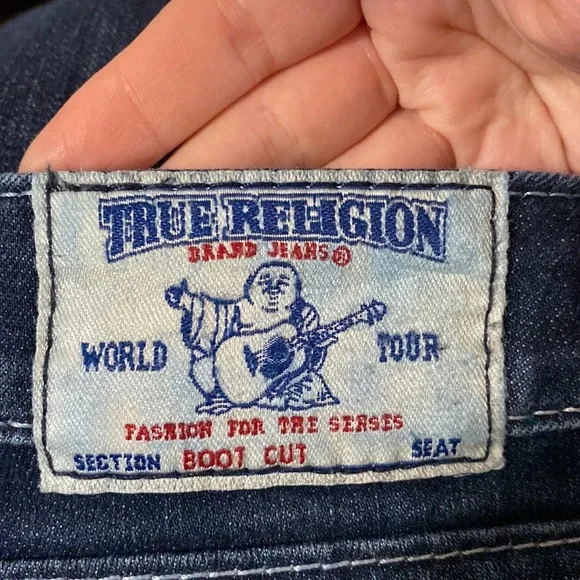 TRUE RELIGION
BRAND JEANS®
WORLD TOUR
FASHION FOR THE SENSES
SECTION BOOT CUT SEAT